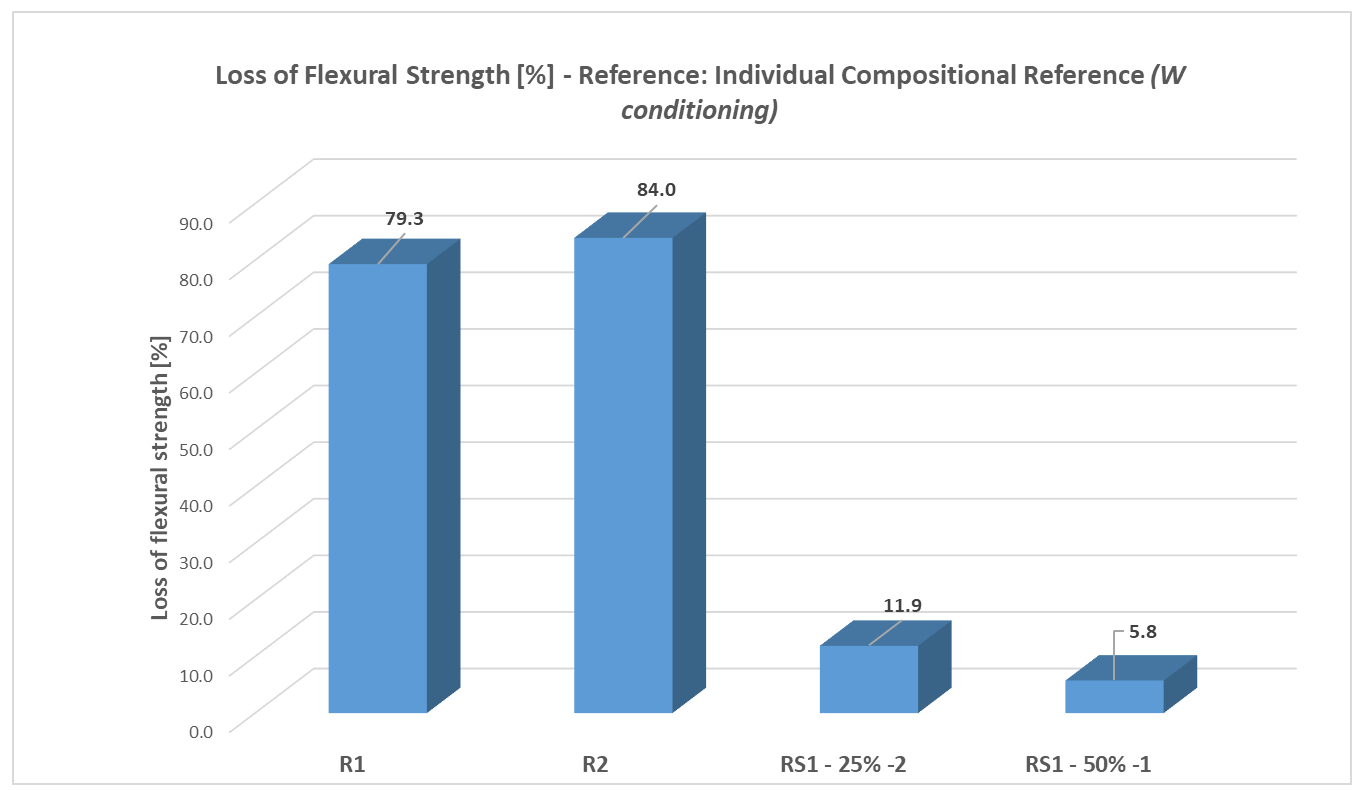 Loss of Flexural Strength [%] - Reference: Individual Compositional Reference (W
conditioning)
90.0
80.0
70.0
60.0
50.0
40.0
30.0
20.0
10.0
0.0
Loss of flexural strength [%]
79.3
84.0
11.9
5.8
R1
R2
RS1 - 25% -2
RS1 - 50% -1